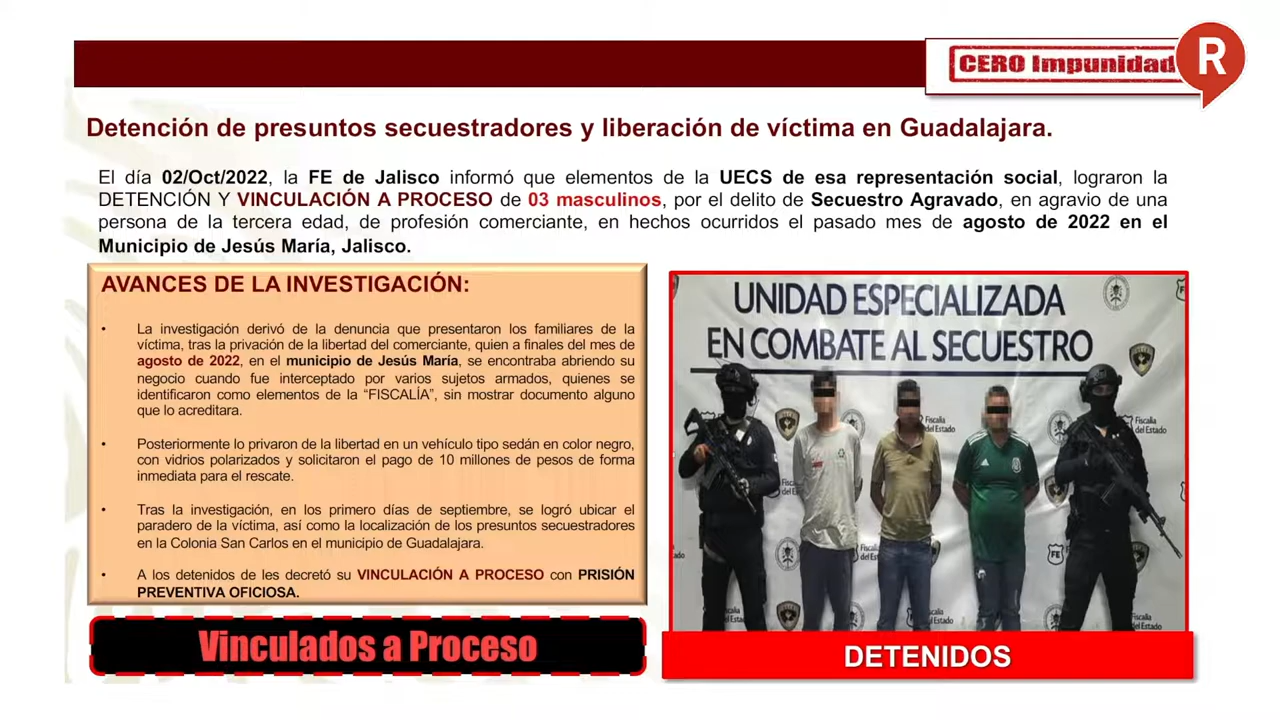 CERO Impunidad
R
Detención de presuntos secuestradores y liberación de víctima en Guadalajara.
El día 02/Oct/2022, la FE de Jalisco informó que elementos de la UECS de esa representación social, lograron la
DETENCIÓN Y VINCULACIÓN A PROCESO de 03 masculinos, por el delito de Secuestro Agravado, en agravio de una
persona de la tercera edad, de profesión comerciante, en hechos ocurridos el pasado mes de agosto de 2022 en el
Municipio de Jesús María, Jalisco.
AVANCES DE LA INVESTIGACIÓN:
• La investigación derivó de la denuncia que presentaron los familiares de la
víctima, tras la privación de la libertad del comerciante, quien a finales del mes de
agosto de 2022, en el municipio de Jesús María, se encontraba abriendo su
negocio cuando fue interceptado por varios sujetos armados, quienes se
identificaron como elementos de la “FISCALÍA”, sin mostrar documento alguno
que lo acreditara.
• Posteriormente lo privaron de la libertad en un vehículo tipo sedán en color negro,
con vidrios polarizados y solicitaron el pago de 10 millones de pesos de forma
inmediata para el rescate.
• Tras la investigación, en los primero días de septiembre, se logró ubicar el
paradero de la víctima, así como la localización de los presuntos secuestradores
en la Colonia San Carlos en el municipio de Guadalajara.
• A los detenidos de les decretó su VINCULACIÓN A PROCESO con PRISIÓN
PREVENTIVA OFICIOSA.
Vinculados a Proceso
UNIDAD ESPECIALIZADA
EN COMBATE AL SECUESTRO
Fiscalía
del Estado
Fiscalía
del Estado
FE
DETENIDOS